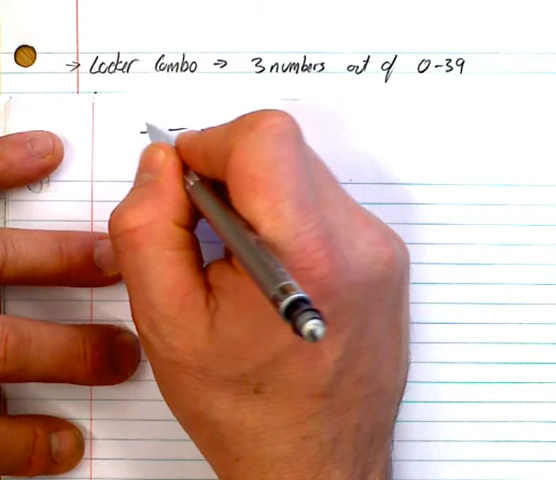 → Locker Combo → 3 numbers out of 0-39